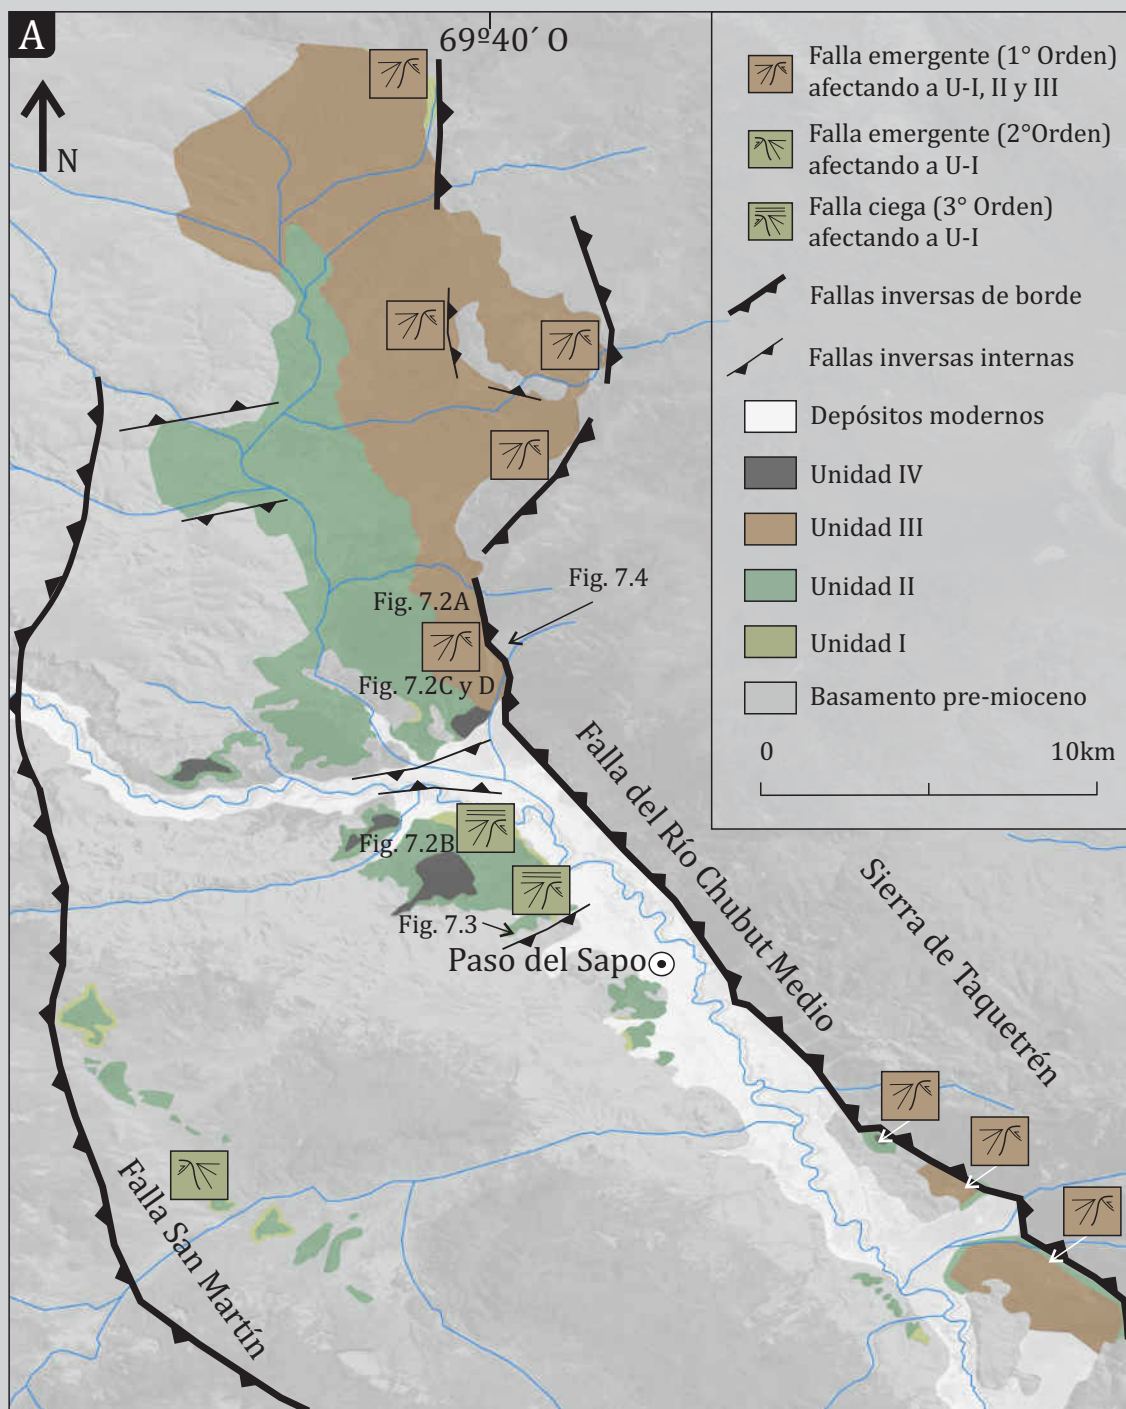 A
69º40´ O
N
Falla emergente (1° Orden)
afectando a U-I, II y III
Falla emergente (2°Orden)
afectando a U-I
Falla ciega (3° Orden)
afectando a U-I
Fallas inversas de borde
Fallas inversas internas
Depósitos modernos
Unidad IV
Unidad III
Unidad II
Unidad I
Basamento pre-mioceno
0 10km
Fig. 7.4
Fig. 7.2A
Fig. 7.2C y D
Falla del Río Chubut Medio
Fig. 7.2B
Sierra de Taquetrén
Fig. 7.3
Paso del Sapo
Falla San Martín